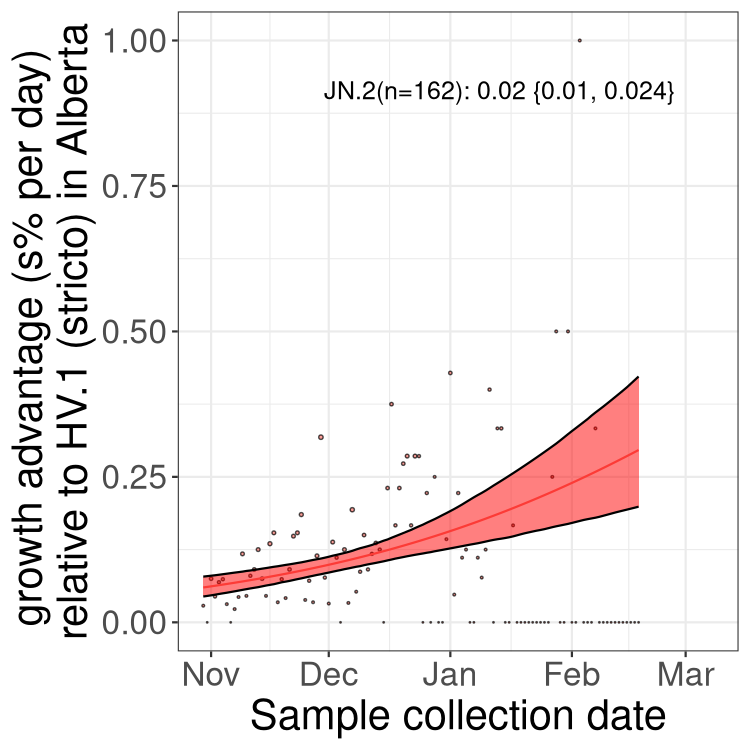 growth advantage (s% per day)
relative to HV.1 (stricto) in Alberta
1.00
JN.2(n=162): 0.02 {0.01, 0.024}
0.75
0.50
0.25
0.00
Nov Dec Jan Feb Mar
Sample collection date